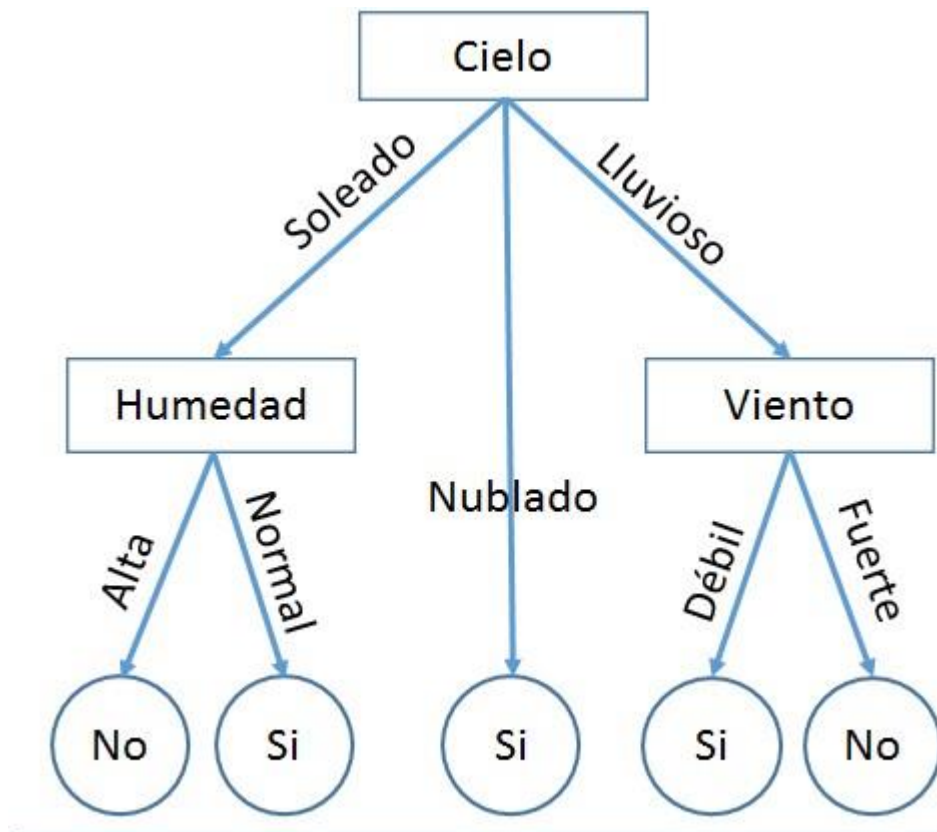 Cielo
Soleado
Lluvioso
Humedad
Viento
Nublado
Alta
Normal
Débil
Fuerte
No
Si
Si
Si
No